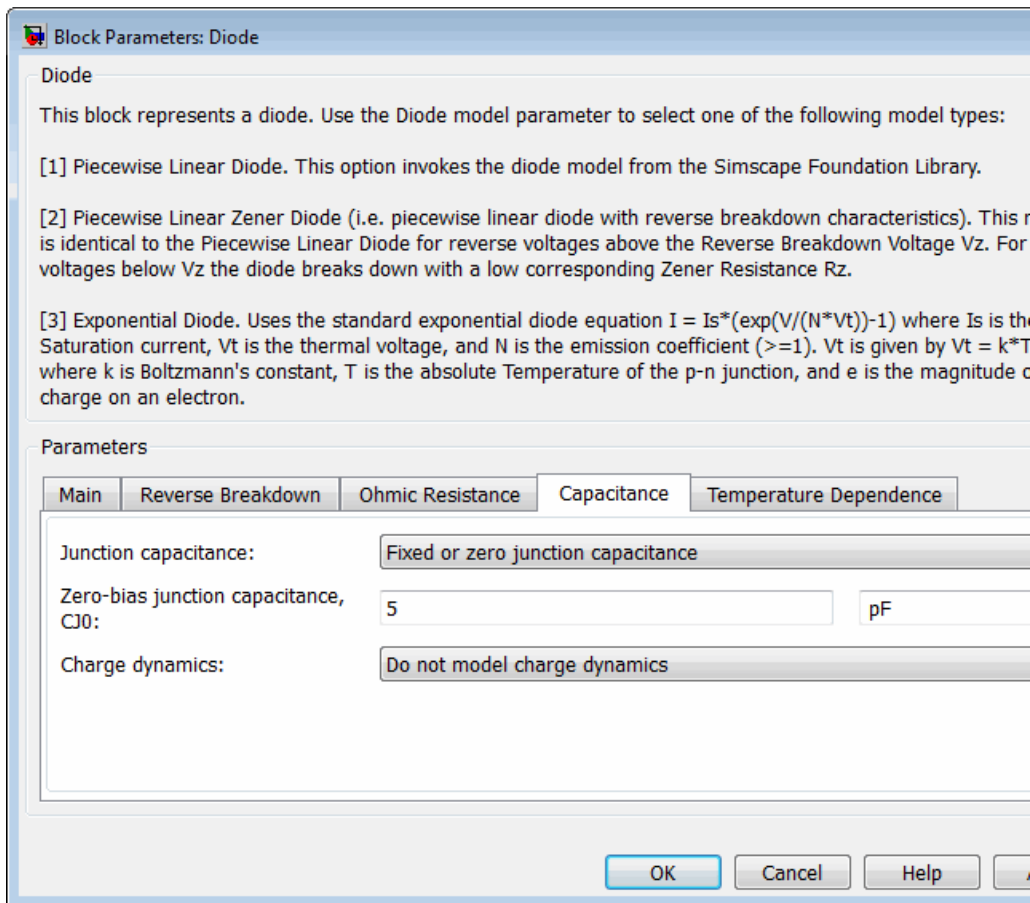 Block Parameters: Diode
Diode
This block represents a diode. Use the Diode model parameter to select one of the following model types:
[1] Piecewise Linear Diode. This option invokes the diode model from the Simscape Foundation Library.
[2] Piecewise Linear Zener Diode (i.e. piecewise linear diode with reverse breakdown characteristics). This
is identical to the Piecewise Linear Diode for reverse voltages above the Reverse Breakdown Voltage Vz. For
voltages below Vz the diode breaks down with a low corresponding Zener Resistance Rz.
[3] Exponential Diode. Uses the standard exponential diode equation I = Is*(exp(V/(N*Vt))-1) where Is is the
Saturation current, Vt is the thermal voltage, and N is the emission coefficient (>=1). Vt is given by Vt = k*T
where k is Boltzmann's constant, T is the absolute Temperature of the p-n junction, and e is the magnitude
charge on an electron.
Parameters
Main Reverse Breakdown Ohmic Resistance Capacitance Temperature Dependence
Junction capacitance: Fixed or zero junction capacitance
Zero-bias junction capacitance,
CJ0: 5 pF
Charge dynamics: Do not model charge dynamics
OK Cancel Help